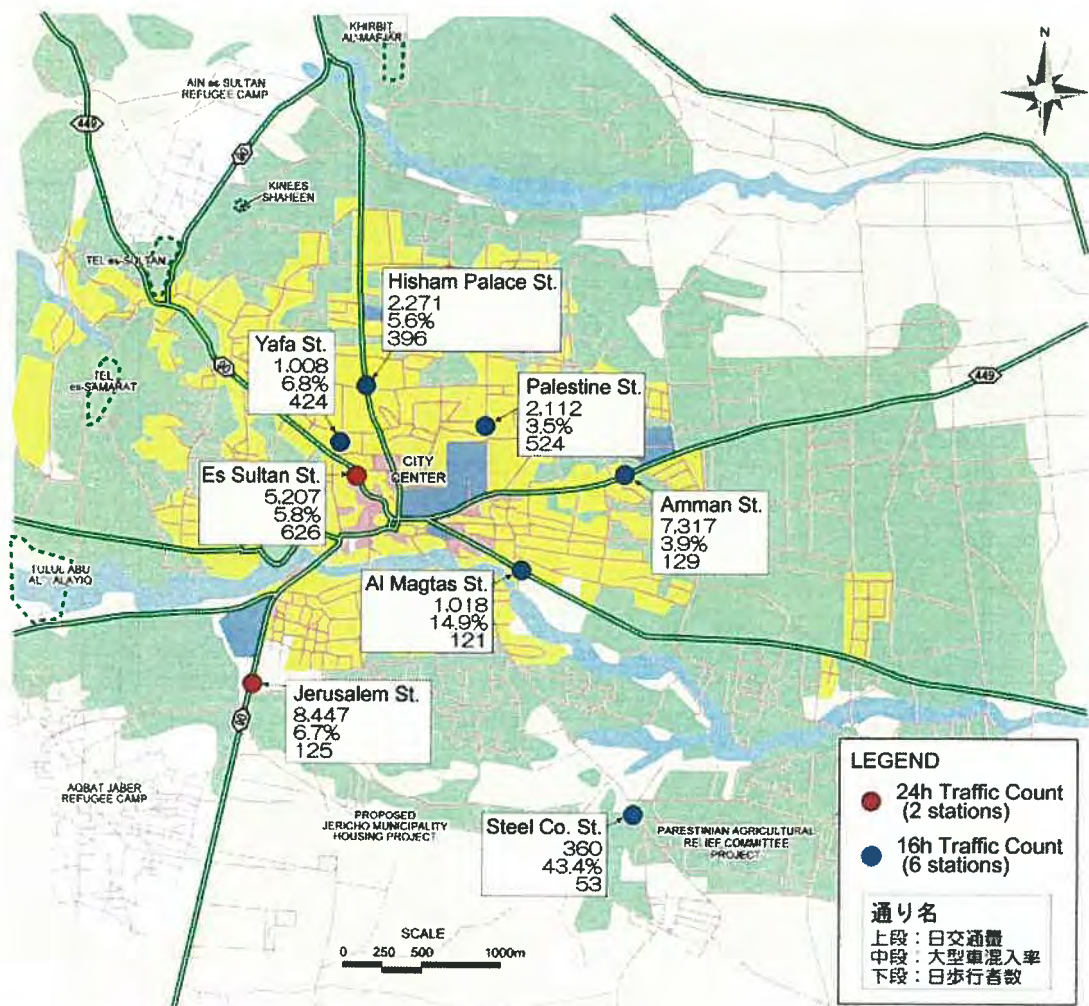 KHIRBIT
AL-MAFJAR
N
AIN es SULTAN
REFUGEE CAMP
449
90
KINEES
SHAHEEN
TEL es-SULTAN
Hisham Palace St.
2,271
5.6%
396
Yafa St.
1.008
6.8%
424
90
TEL
es-SAMARAT
Palestine St.
2,112
3.5%
524
449
CITY
CENTER
Es Sultan St.
5,207
5.8%
626
Amman St.
7,317
3.9%
129
TULUL ABU
AL-'ALAYIQ
Al Magtas St.
1.018
14.9%
121
Jerusalem St.
8.447
6.7%
125
90
AQBAT JABER
REFUGEE CAMP
PROPOSED
JERICHO MUNICIPALITY
HOUSING PROJECT
Steel Co. St.
360
43.4%
53
PARESTINIAN AGRICULTURAL
RELIEF COMMITTEE
PROJECT
SCALE
0 250 500 1000m
LEGEND
24h Traffic Count
(2 stations)
16h Traffic Count
(6 stations)
通り名
上段：日交通量
中段：大型車混入率
下段：日歩行者数